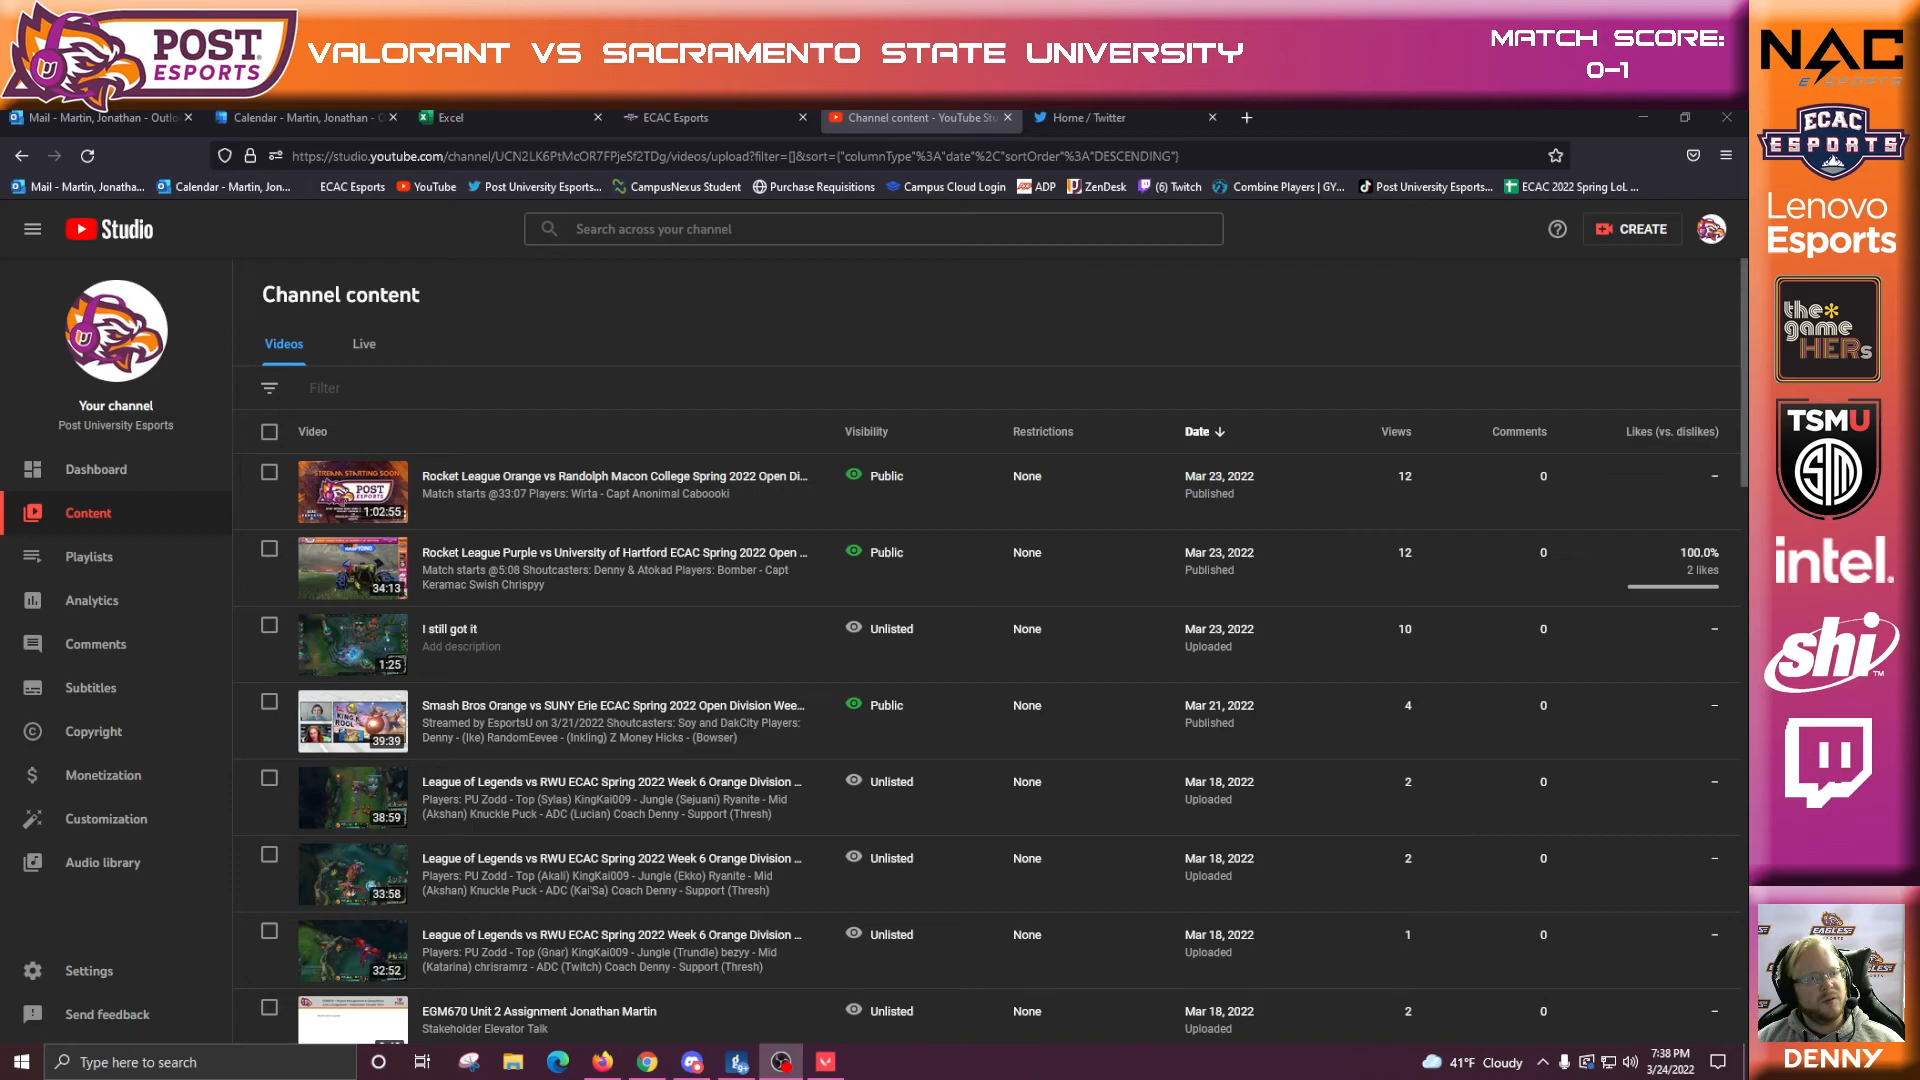 POST
ESPORTS
VALORANT VS SACRAMENTO STATE UNIVERSITY
MATCH SCORE:
0-1
NAC
ESPORTS
Mail - Martin, Jonathan - Outlo
Calendar - Martin, Jonathan - O
Excel
ECAC Esports
Channel content - YouTube Stu
Home / Twitter
https://studio.youtube.com/channel/UCN2LK6PtMcOR7FPjeSf2TDg/videos/upload?filter=[]&sort={"columnType"%3A"date"%2C"sortOrder"%3A"DESCENDING"}
Mail - Martin, Jonatha...
Calendar - Martin, Jon...
ECAC Esports
YouTube
Post University Esports...
CampusNexus Student
Purchase Requisitions
Campus Cloud Login
ADP
ZenDesk
(6) Twitch
Combine Players | GY...
Post University Esports...
ECAC 2022 Spring LoL ...
Studio
Search across your channel
CREATE
Your channel
Post University Esports
Dashboard
Content
Playlists
Analytics
Comments
Subtitles
Copyright
Monetization
Customization
Audio library
Settings
Send feedback
Channel content
Videos
Live
Filter
Video
Visibility
Restrictions
Date
Views
Comments
Likes (vs. dislikes)
STREAM STARTING SOON
POST
ESPORTS
1:02:55
Rocket League Orange vs Randolph Macon College Spring 2022 Open Di...
Match starts @33:07 Players: Wirta - Capt Anonimal Caboooki
Public
None
Mar 23, 2022
Published
12
0
–
34:13
Rocket League Purple vs University of Hartford ECAC Spring 2022 Open ...
Match starts @5:08 Shoutcasters: Denny & Atokad Players: Bomber - Capt
Keramac Swish Chrispyy
Public
None
Mar 23, 2022
Published
12
0
100.0%
2 likes
1:25
I still got it
Add description
Unlisted
None
Mar 23, 2022
Uploaded
10
0
–
KING K
ROOL
39:39
Smash Bros Orange vs SUNY Erie ECAC Spring 2022 Open Division Wee...
Streamed by EsportsU on 3/21/2022 Shoutcasters: Soy and DakCity Players:
Denny - (Ike) RandomEevee - (Inkling) Z Money Hicks - (Bowser)
Public
None
Mar 21, 2022
Published
4
0
–
38:59
League of Legends vs RWU ECAC Spring 2022 Week 6 Orange Division ...
Players: PU Zodd - Top (Sylas) KingKai009 - Jungle (Sejuani) Ryanite - Mid
(Akshan) Knuckle Puck - ADC (Lucian) Coach Denny - Support (Thresh)
Unlisted
None
Mar 18, 2022
Uploaded
2
0
–
33:58
League of Legends vs RWU ECAC Spring 2022 Week 6 Orange Division ...
Players: PU Zodd - Top (Akali) KingKai009 - Jungle (Ekko) Ryanite - Mid
(Akshan) Knuckle Puck - ADC (Kai'Sa) Coach Denny - Support (Thresh)
Unlisted
None
Mar 18, 2022
Uploaded
2
0
–
32:52
League of Legends vs RWU ECAC Spring 2022 Week 6 Orange Division ...
Players: PU Zodd - Top (Gnar) KingKai009 - Jungle (Trundle) bezyy - Mid
(Katarina) chrisramrz - ADC (Twitch) Coach Denny - Support (Thresh)
Unlisted
None
Mar 18, 2022
Uploaded
1
0
–
EGM670 Unit 2 Assignment Jonathan Martin
Stakeholder Elevator Talk
Unlisted
None
Mar 18, 2022
Uploaded
2
0
–
ECAC
ESPORTS
Lenovo
Esports
the*
game
HERs
TSMU
TSM
intel.
shi™
EAGLES
DENNY
Type here to search
41°F Cloudy
7:38 PM
3/24/2022